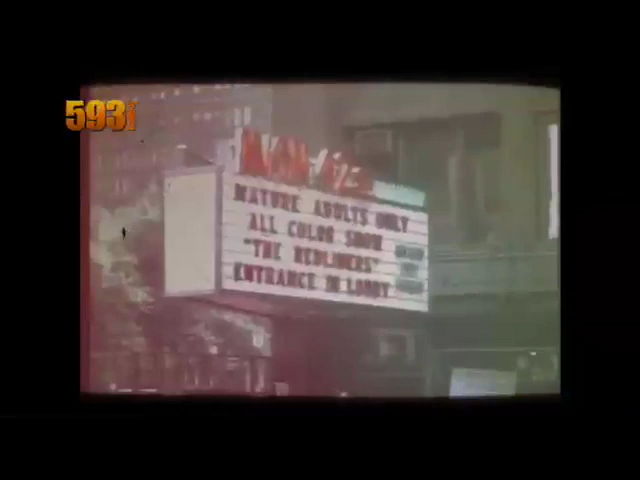 593
MATURE ADULTS ONLY
ALL COLOR SHOW
"THE REDLINERS"
ENTRANCE IN LOBBY